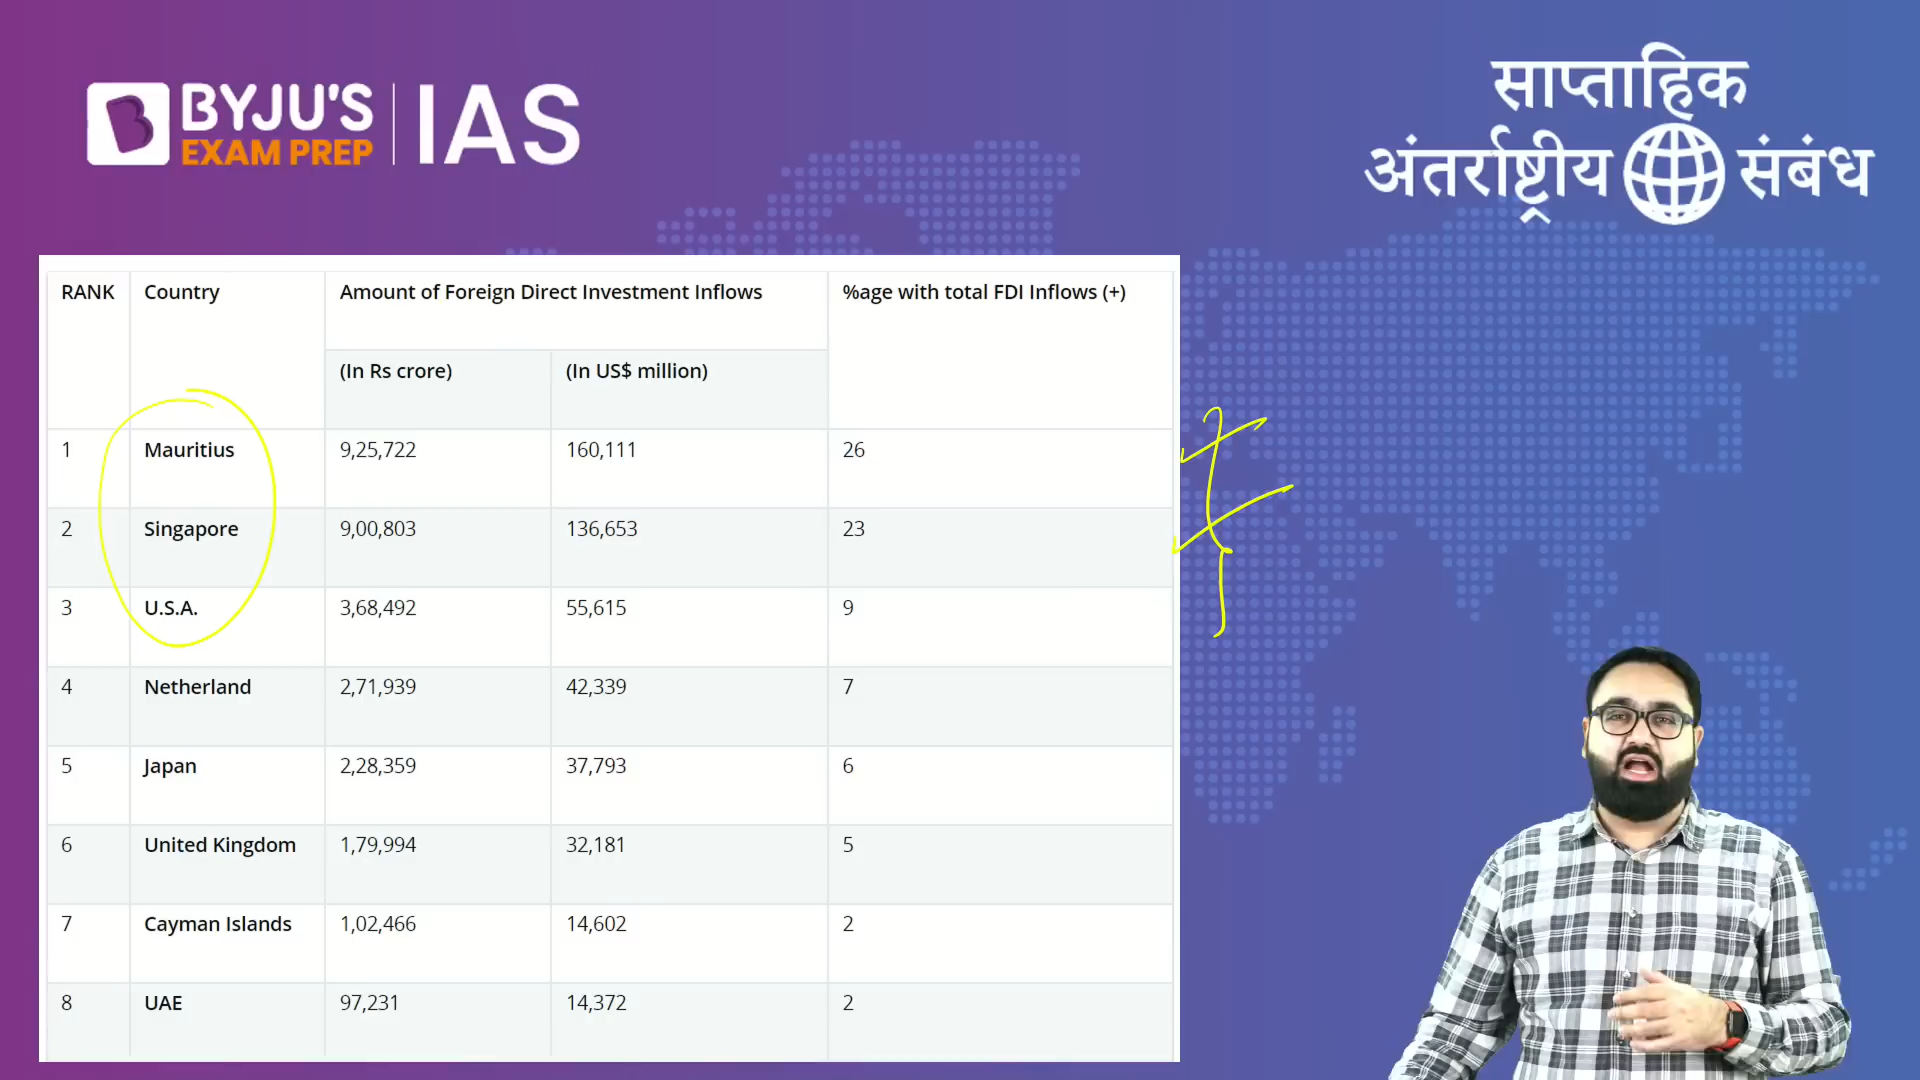 BYJU'S
EXAM PREP
IAS
साप्ताहिक
अंतर्राष्ट्रीय संबंध
RANK Country Amount of Foreign Direct Investment Inflows %age with total FDI Inflows (+)
(In Rs crore) (In US$ million)
1 Mauritius 9,25,722 160,111 26
2 Singapore 9,00,803 136,653 23
3 U.S.A. 3,68,492 55,615 9
4 Netherland 2,71,939 42,339 7
5 Japan 2,28,359 37,793 6
6 United Kingdom 1,79,994 32,181 5
7 Cayman Islands 1,02,466 14,602 2
8 UAE 97,231 14,372 2